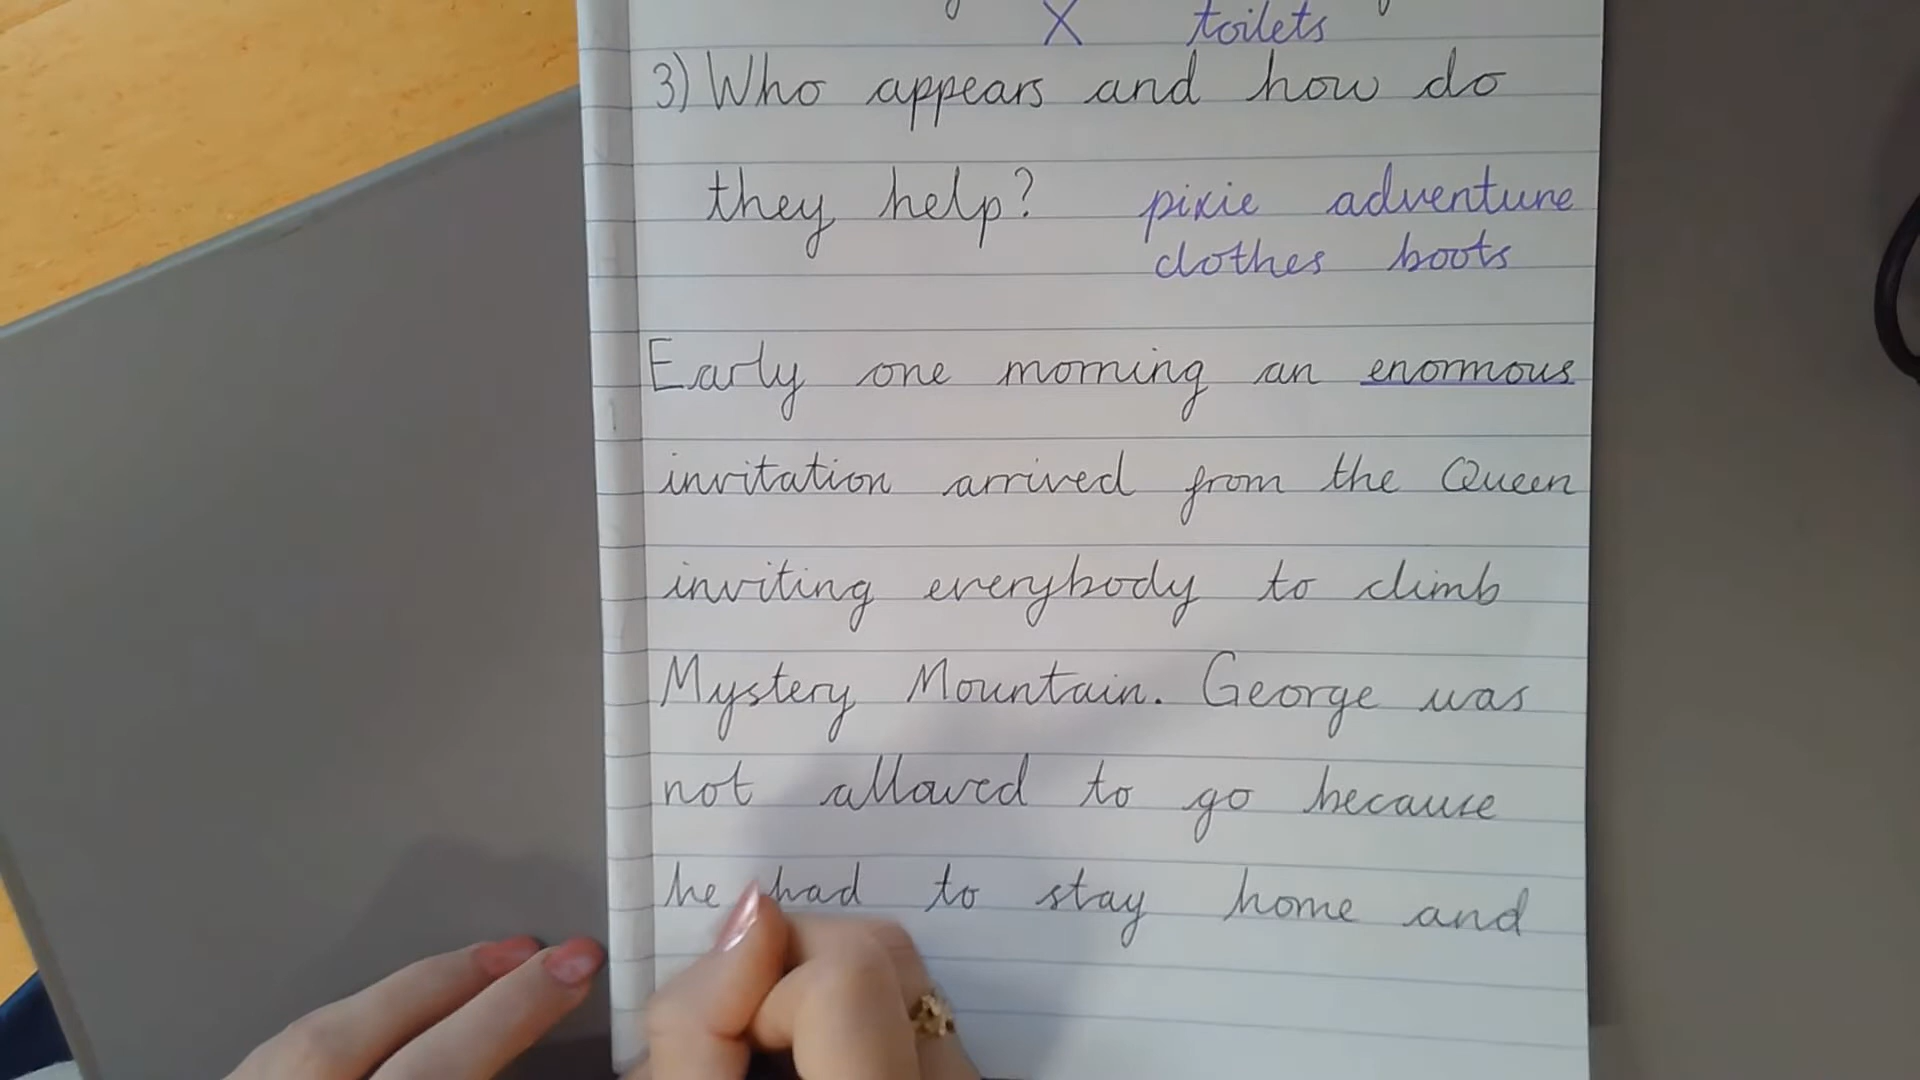 X toilets
3) Who appears and how do
they help? pixie adventure
clothes boots
Early one morning an enormous
invitation arrived from the Queen
inviting everybody to climb
Mystery Mountain. George was
not allowed to go because
he had to stay home and